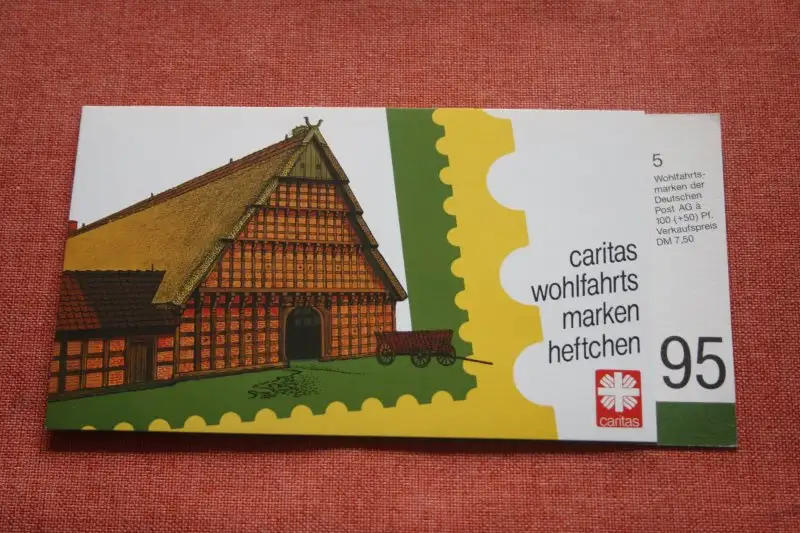 caritas
wohlfahrts
marken
heftchen
caritas
5
Wohlfahrts-
marken der
Deutschen
Post AG à
100 (+50) Pf.
Verkaufspreis
DM 7,50
95